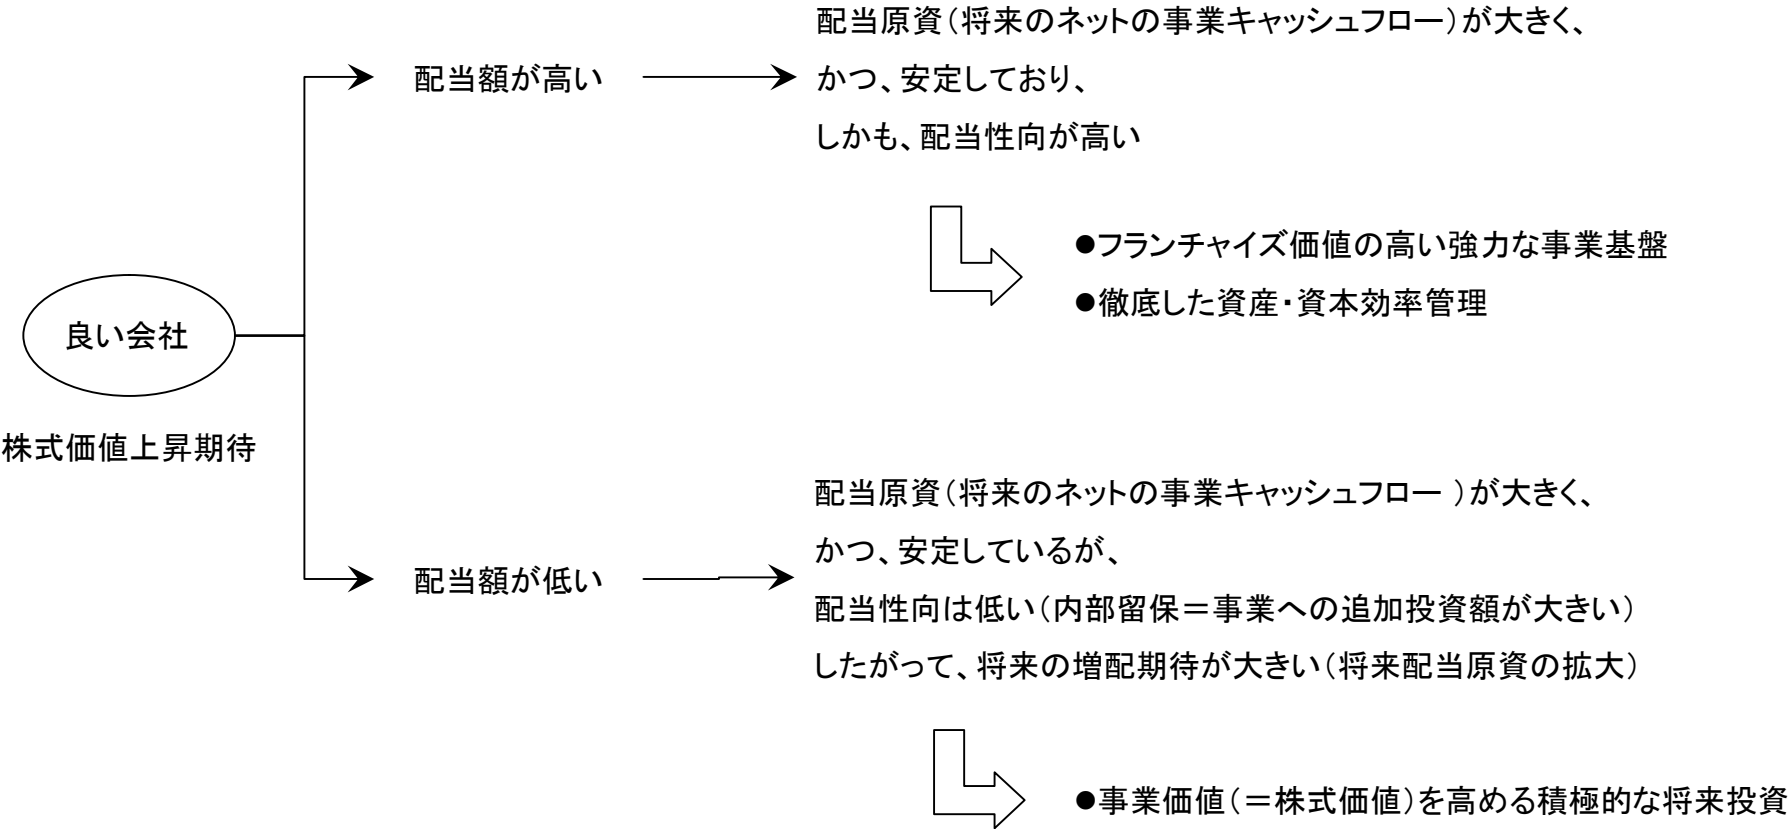 配当原資（将来のネットの事業キャッシュフロー）が大きく、
配当額が高い
かつ、安定しており、
しかも、配当性向が高い
●フランチャイズ価値の高い強力な事業基盤
●徹底した資産・資本効率管理
良い会社
株式価値上昇期待
配当原資（将来のネットの事業キャッシュフロー ）が大きく、
かつ、安定しているが、
配当額が低い
配当性向は低い（内部留保＝事業への追加投資額が大きい）
したがって、将来の増配期待が大きい（将来配当原資の拡大）
●事業価値（＝株式価値）を高める積極的な将来投資